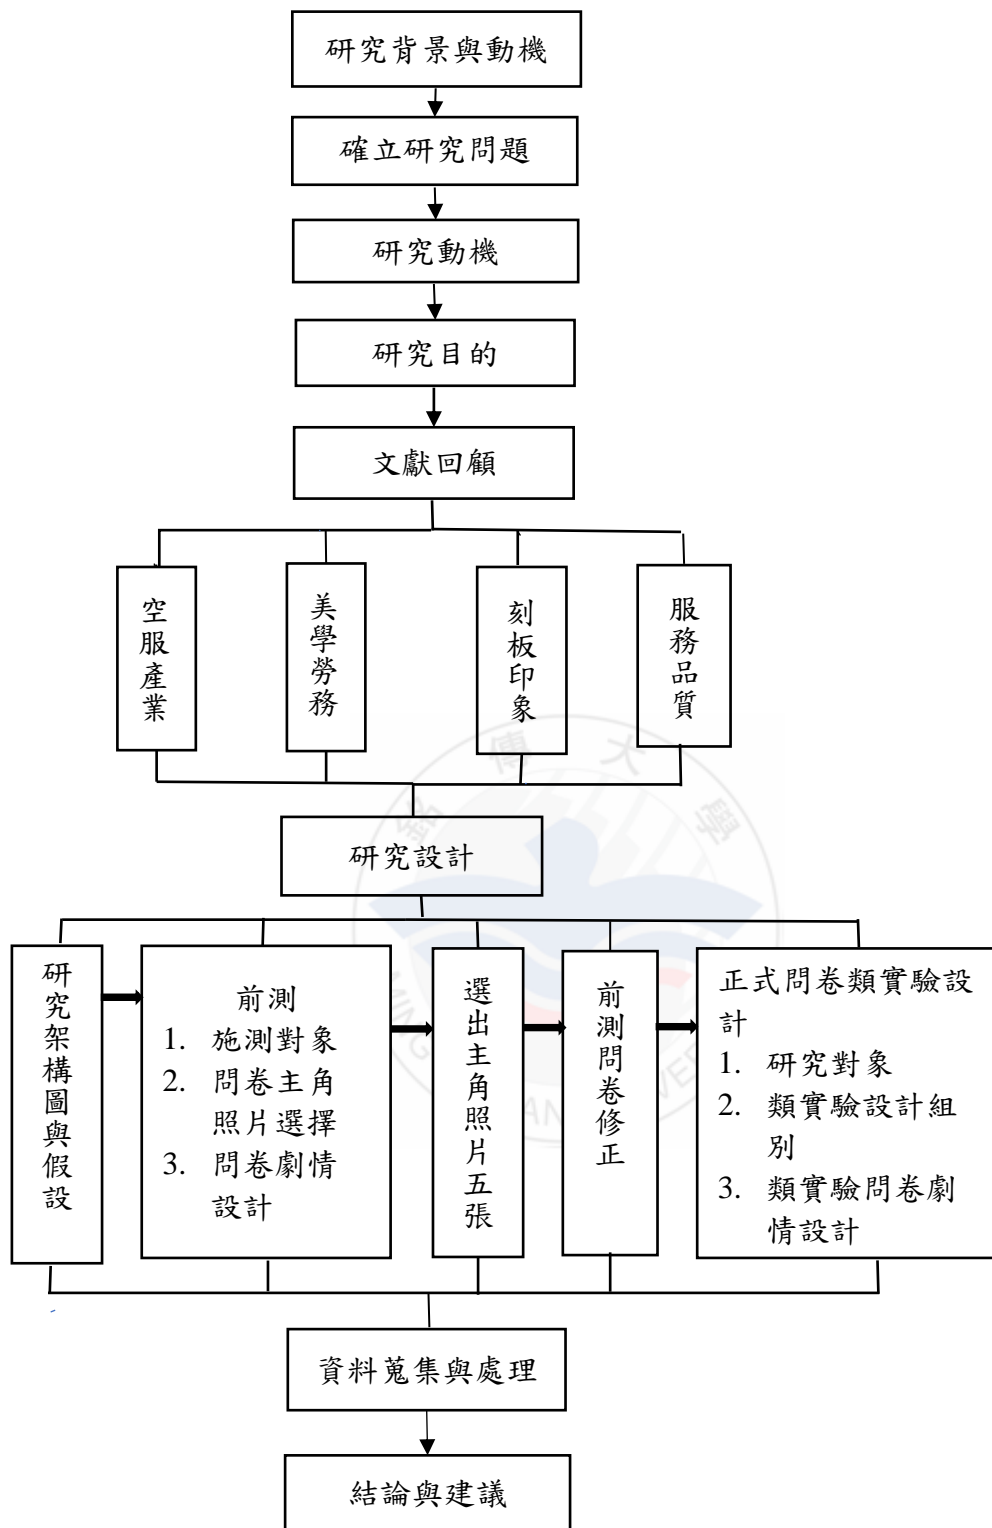 研究背景與動機
確立研究問題
研究動機
研究目的
文獻回顧
空服產業
美學勞務
刻板印象
服務品質
銘傳大學
研究設計
研究架構圖與假設
前測
1. 施測對象
2. 問卷主角
照片選擇
3. 問卷劇情
設計
選出主角照片五張
前測問卷修正
正式問卷類實驗設
計
1. 研究對象
2. 類實驗設計組
別
3. 類實驗問卷劇
情設計
資料蒐集與處理
結論與建議